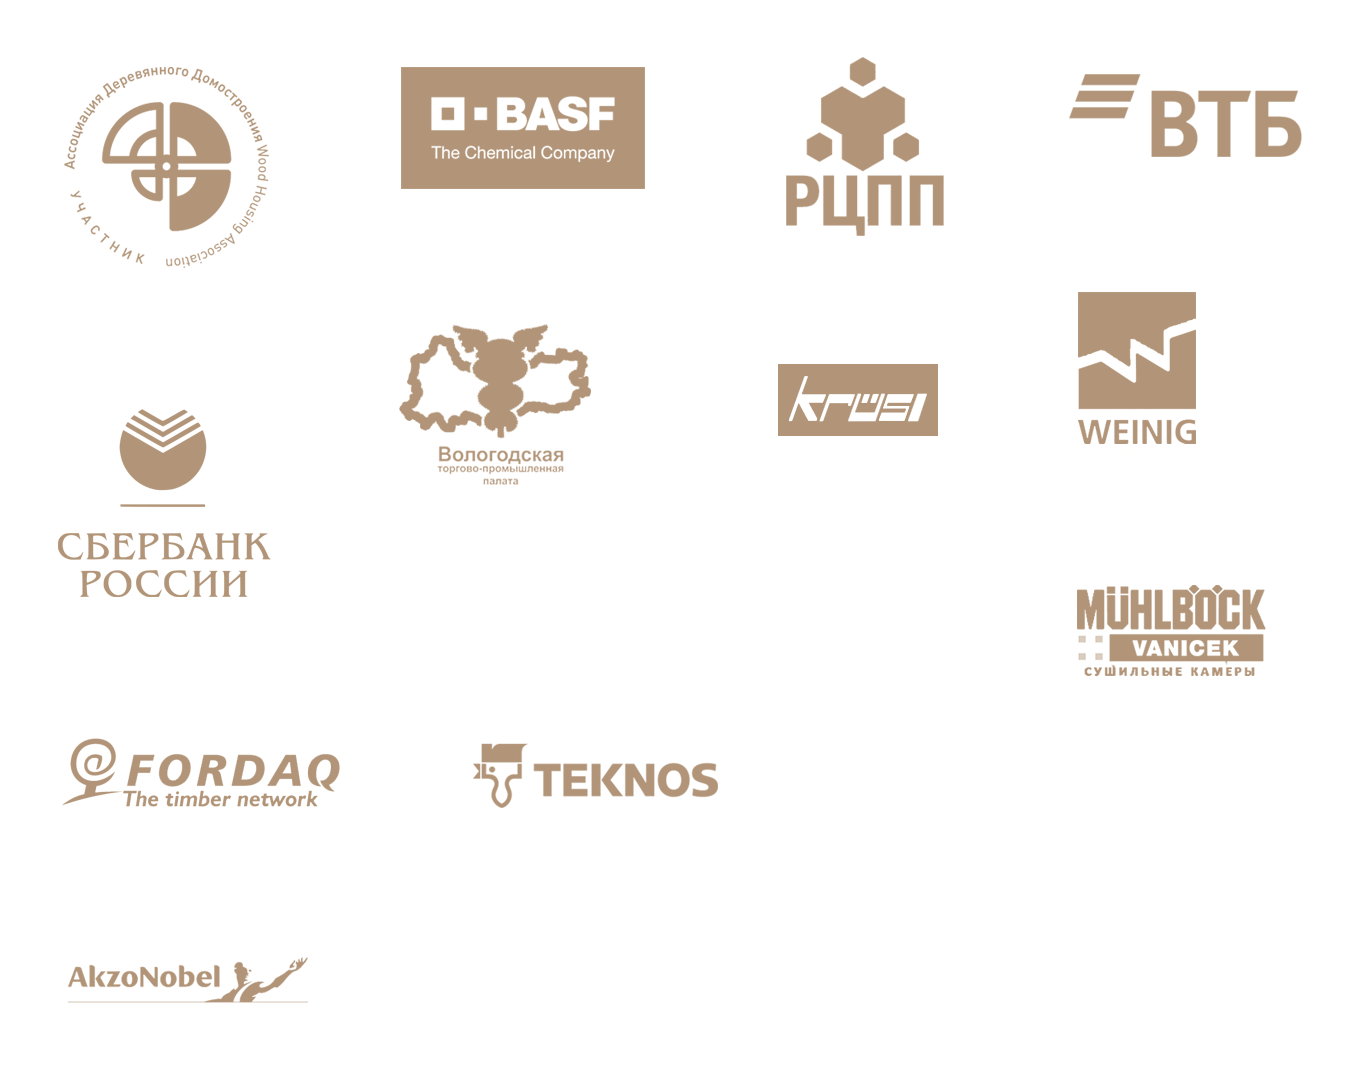 Ассоциация Деревянного Домостроения Wood Housing Association
УЧАСТНИК
BASF
The Chemical Company
РЦПП
ВТБ
СБЕРБАНК
РОССИИ
Вологодская
торгово-промышленная
палата
krüsi
WEINIG
MÜHLBÖCK
VANICEK
СУШИЛЬНЫЕ КАМЕРЫ
FORDAQ
The timber network
TEKNOS
AkzoNobel